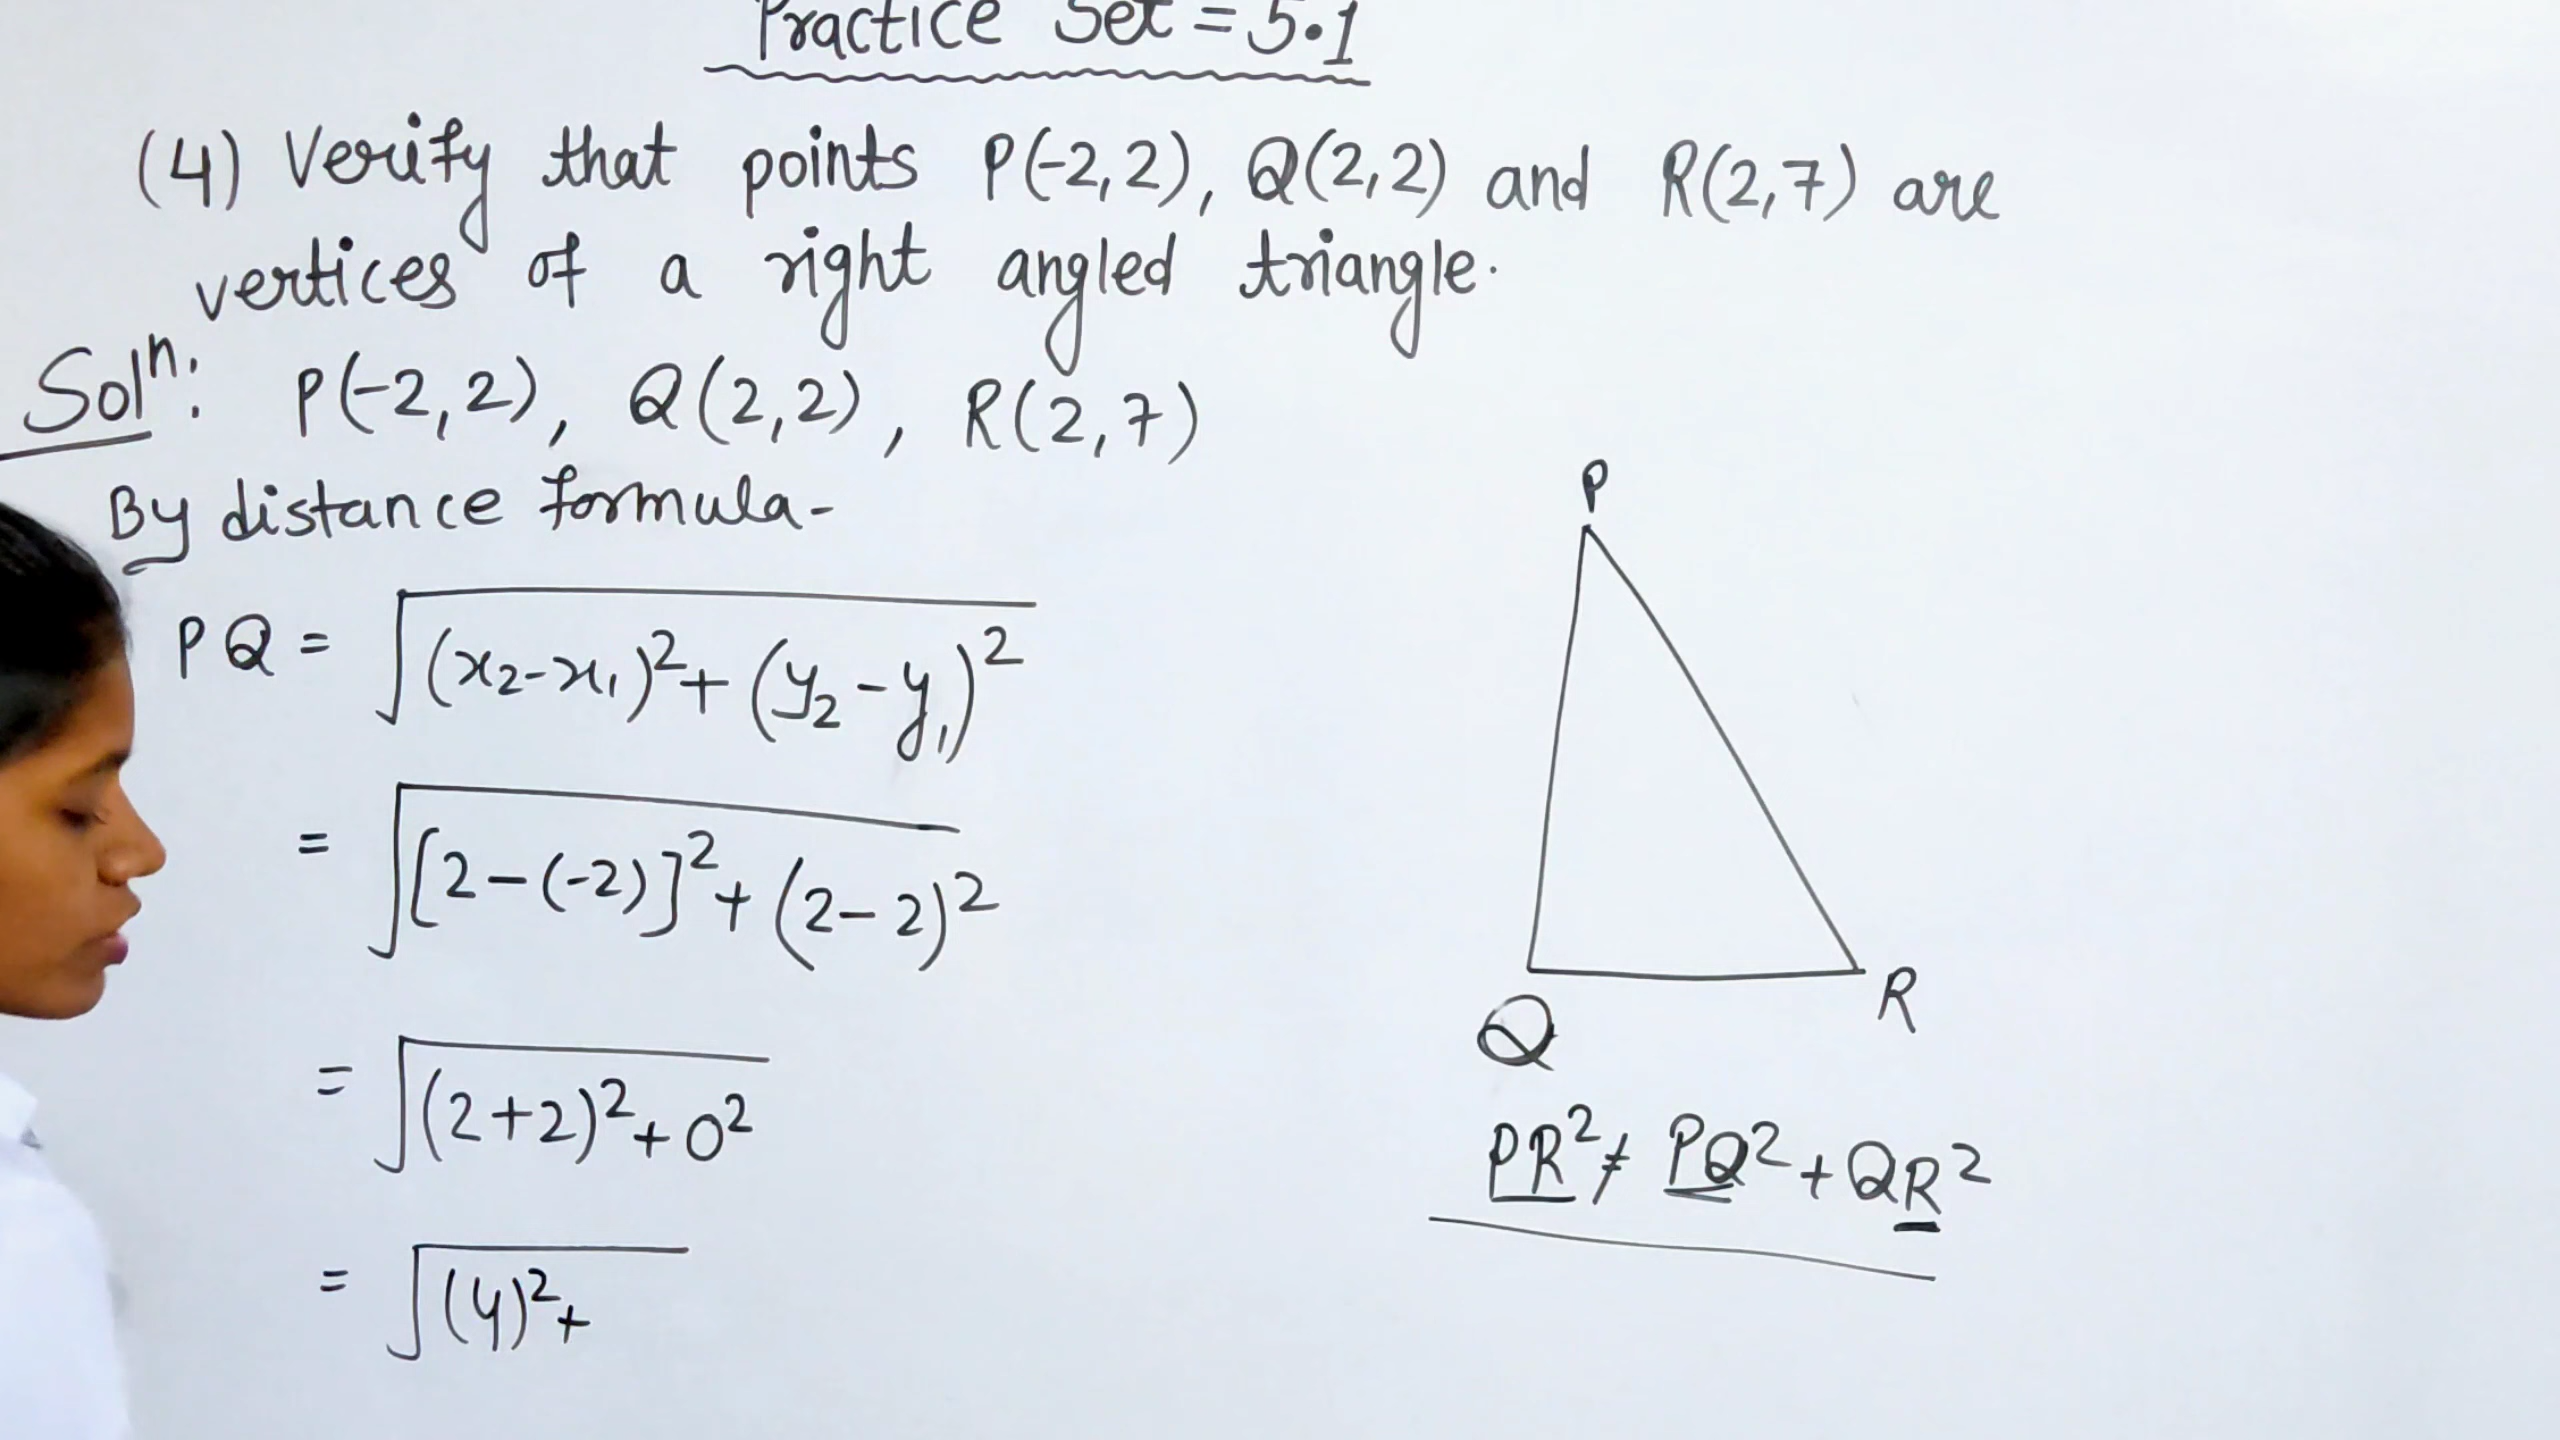 Practice Set = 5.1
(4) Verify that points P(-2,2), Q(2,2) and R(2,7) are
vertices of a right angled triangle.
Solⁿ: P(-2,2), Q(2,2), R(2,7)
By distance formula-
PQ = √(x₂-x₁)²+(y₂-y₁)²
= √[2-(-2)]²+(2-2)²
= √(2+2)²+0²
= √(4)²+
P
Q
R
PR² ≠ PQ²+QR²